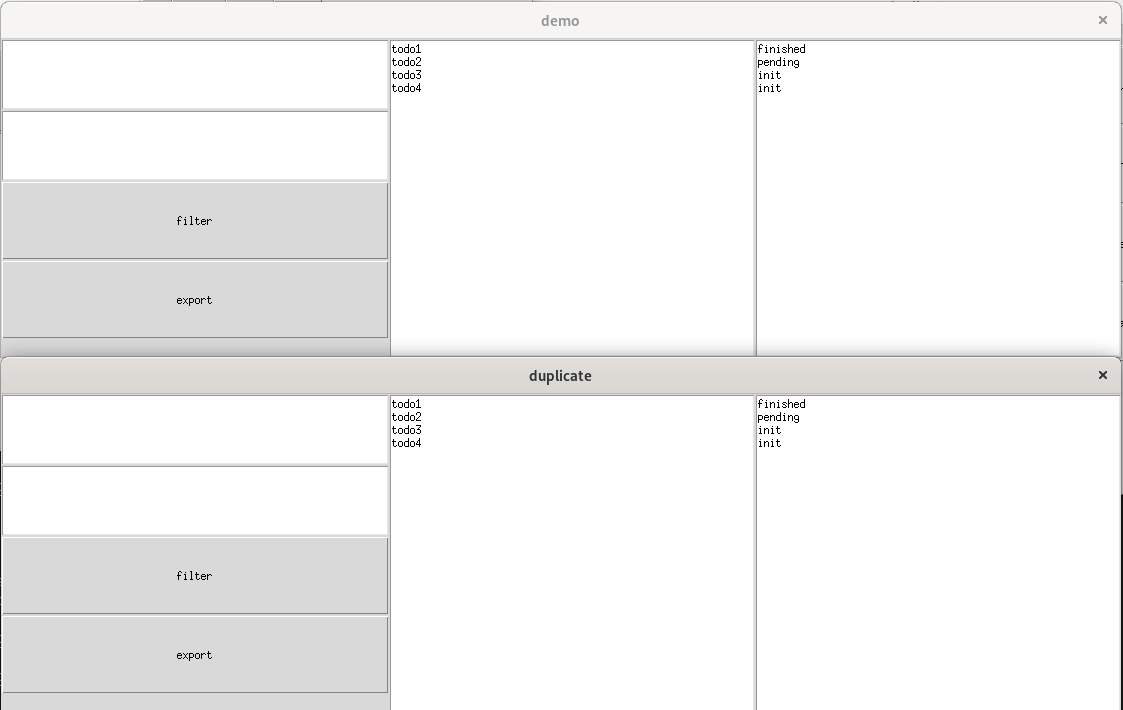 demo
todo1
todo2
todo3
todo4
finished
pending
init
init
filter
export
duplicate
todo1
todo2
todo3
todo4
finished
pending
init
init
filter
export